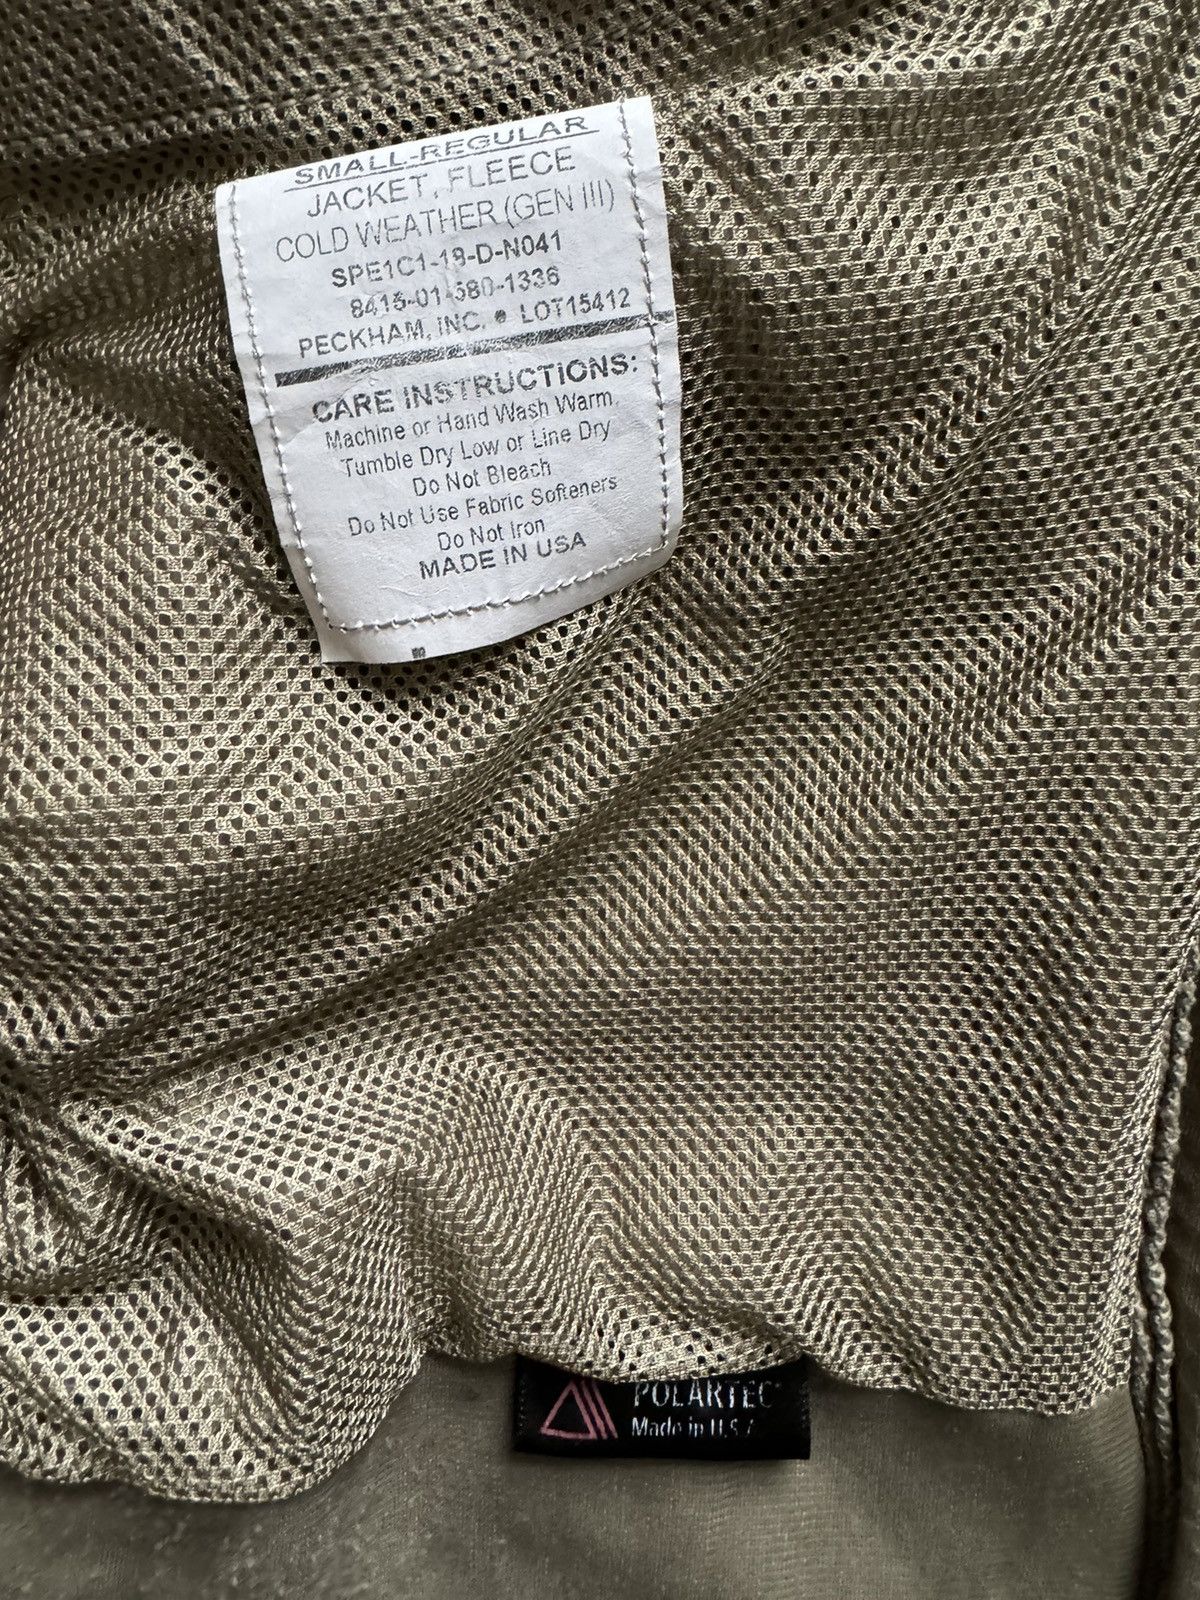 SMALL-REGULAR
JACKET, FLEECE
COLD WEATHER (GEN III)
SPE1C1-18-D-N041
8415-01-580-1336
PECKHAM, INC. • LOT15412
CARE INSTRUCTIONS:
Machine or Hand Wash Warm
Tumble Dry Low or Line Dry
Do Not Bleach
Do Not Use Fabric Softeners
Do Not Iron
MADE IN USA
POLARTEC
Made in U.S.A